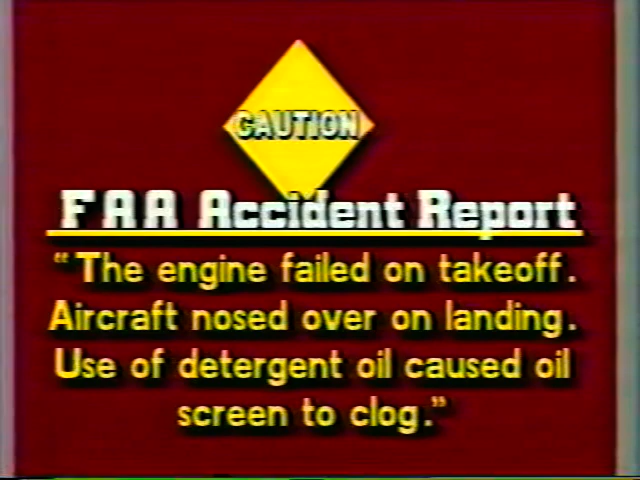 CAUTION
FAA Accident Report
“The engine failed on takeoff.
Aircraft nosed over on landing.
Use of detergent oil caused oil
screen to clog.”